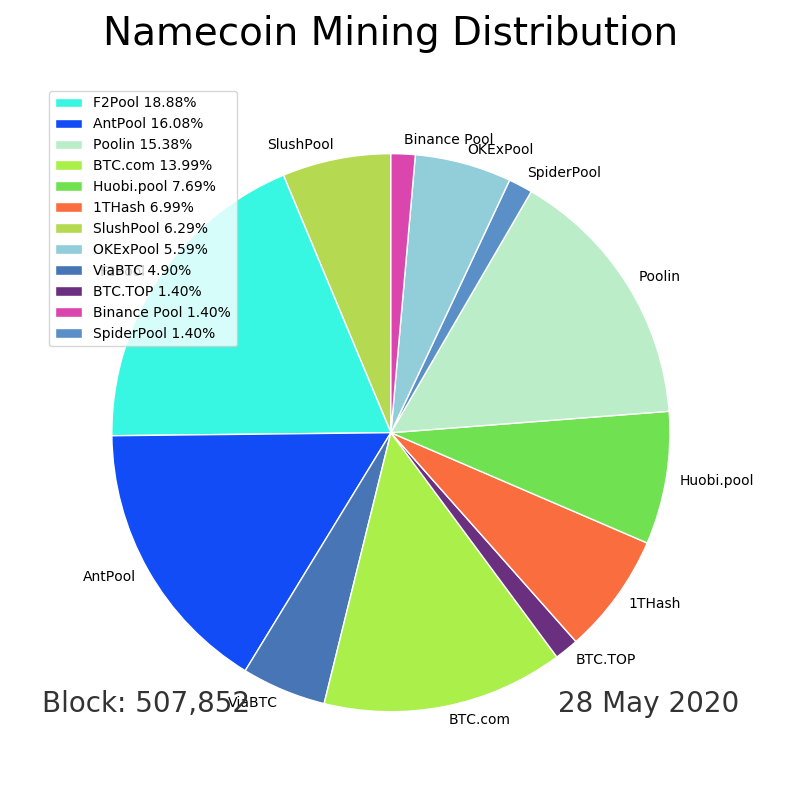 Namecoin Mining Distribution
F2Pool 18.88%
AntPool 16.08%
Poolin 15.38%
BTC.com 13.99%
Huobi.pool 7.69%
1THash 6.99%
SlushPool 6.29%
OKExPool 5.59%
ViaBTC 4.90%
BTC.TOP 1.40%
Binance Pool 1.40%
SpiderPool 1.40%
SlushPool
Binance Pool
OKExPool
SpiderPool
Poolin
Huobi.pool
1THash
BTC.TOP
BTC.com
ViaBTC
AntPool
Block: 507,852
28 May 2020